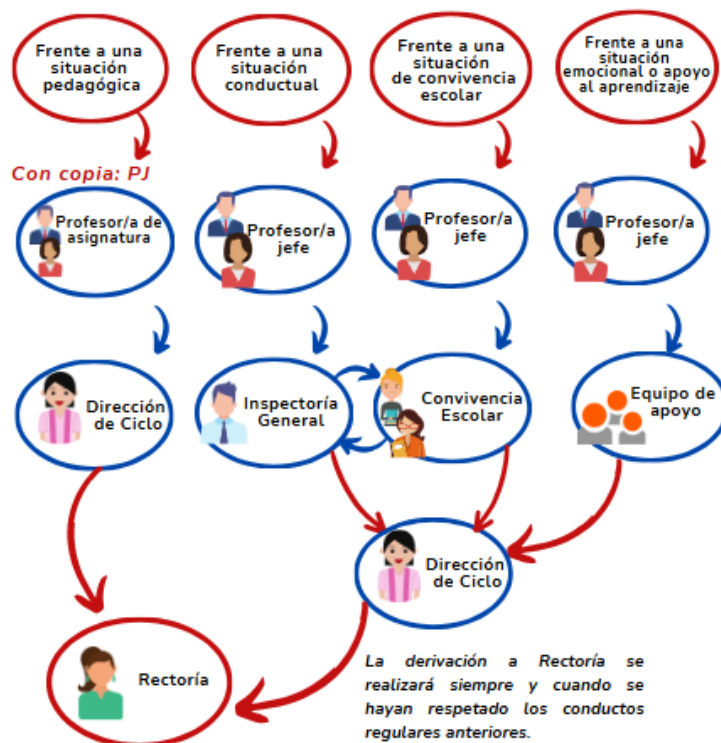 Frente a una
situación
pedagógica
Frente a una
situación
conductual
Frente a una
situación
de convivencia
escolar
Frente a una
situación
emocional o apoyo
al aprendizaje
Con copia: PJ
Profesor/a de
asignatura
Profesor/a
jefe
Profesor/a
jefe
Profesor/a
jefe
Dirección
de Ciclo
Inspectoría
General
Convivencia
Escolar
Equipo de
apoyo
Dirección
de Ciclo
Rectoría
La derivación a Rectoría se
realizará siempre y cuando se
hayan respetado los conductos
regulares anteriores.